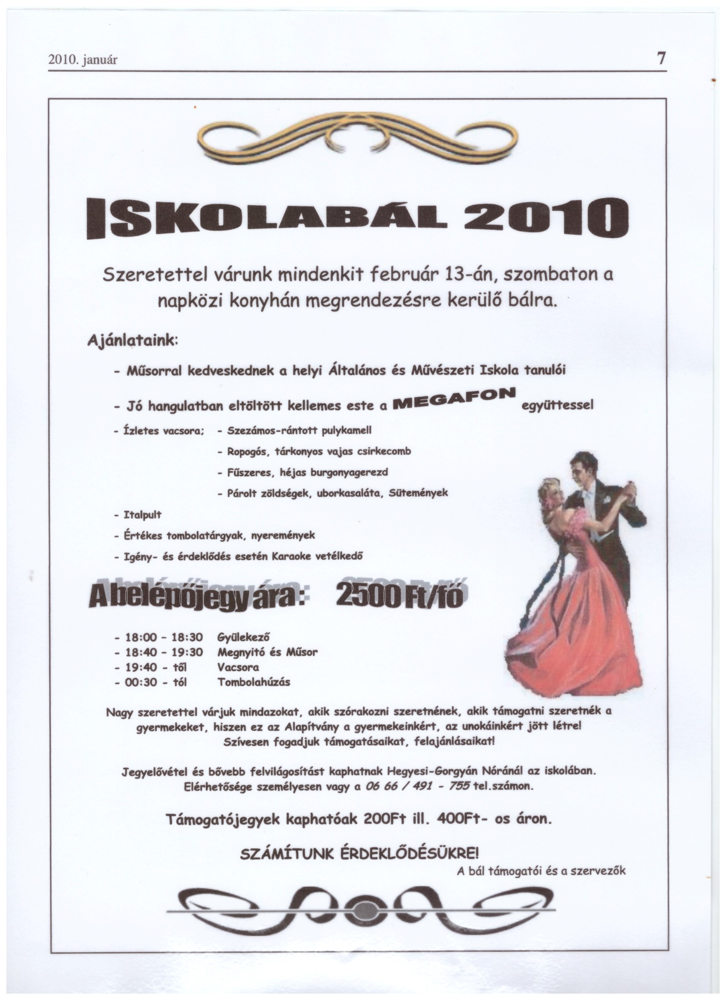 2010. január 7
ISKOLABÁL 2010
Szeretettel várunk mindenkit február 13-án, szombaton a
napközi konyhán megrendezésre kerülő bálra.
Ajánlataink:
- Műsorral kedveskednek a helyi Általános és Művészeti Iskola tanulói
- Jó hangulatban eltöltött kellemes este a MEGAFON együttessel
- Ízletes vacsora; - Szezámos-rántott pulykamell
- Ropogós, tárkonyos vajas csirkecomb
- Fűszeres, héjas burgonyagerezd
- Párolt zöldségek, uborkasaláta, Sütemények
- Italpult
- Értékes tombolatárgyak, nyeremények
- Igény- és érdeklődés esetén Karaoke vetélkedő
A belépőjegy ára: 2500 Ft/fő
- 18:00 - 18:30 Gyülekező
- 18:40 - 19:30 Megnyitó és Műsor
- 19:40 - től Vacsora
- 00:30 - tól Tombolahúzás
Nagy szeretettel várjuk mindazokat, akik szórakozni szeretnének, akik támogatni szeretnék a
gyermekeket, hiszen ez az Alapítvány a gyermekeinkért, az unokáinkért jött létre!
Szívesen fogadjuk támogatásaikat, felajánlásaikat!
Jegyelővétel és bővebb felvilágosítást kaphatnak Hegyesi-Gorgyán Nóránál az iskolában.
Elérhetősége személyesen vagy a 06 66 / 491 - 755 tel.számon.
Támogatójegyek kaphatóak 200Ft ill. 400Ft- os áron.
SZÁMÍTUNK ÉRDEKLŐDÉSÜKRE!
A bál támogatói és a szervezők